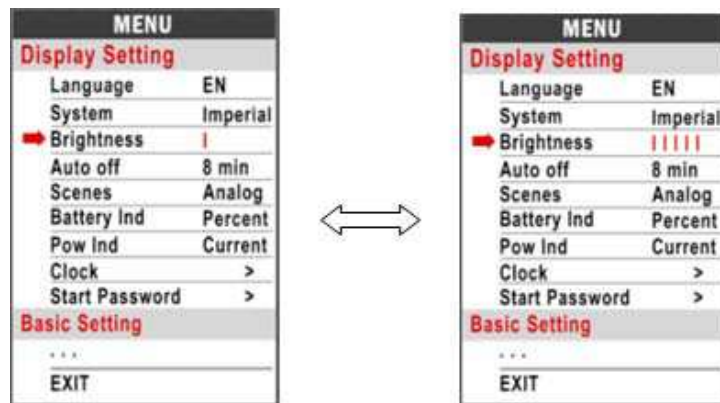 MENU
Display Setting
Language EN
System Imperial
Brightness I
Auto off 8 min
Scenes Analog
Battery Ind Percent
Pow Ind Current
Clock >
Start Password >
Basic Setting
...
EXIT
MENU
Display Setting
Language EN
System Imperial
Brightness IIIII
Auto off 8 min
Scenes Analog
Battery Ind Percent
Pow Ind Current
Clock >
Start Password >
Basic Setting
...
EXIT